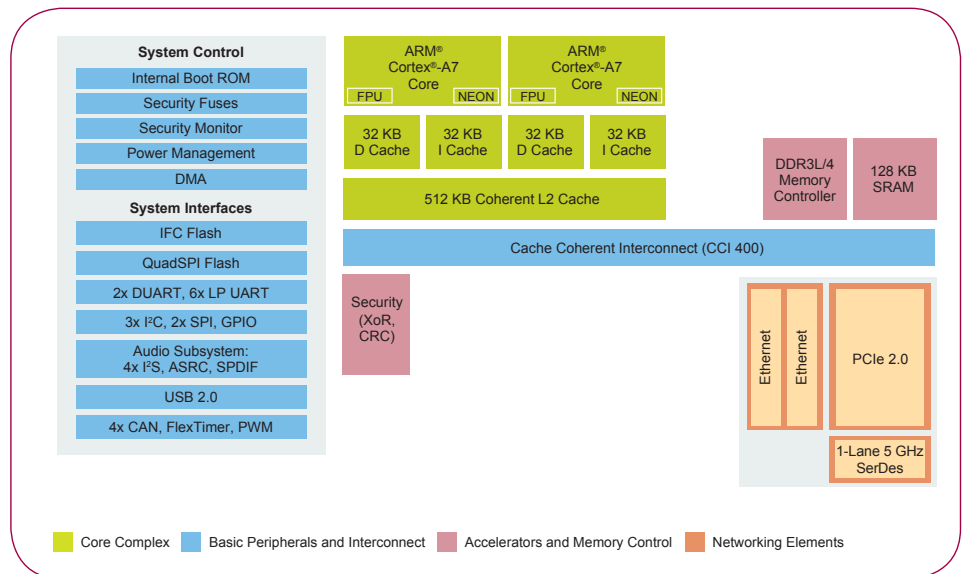 System Control
Internal Boot ROM
Security Fuses
Security Monitor
Power Management
DMA
System Interfaces
IFC Flash
QuadSPI Flash
2x DUART, 6x LP UART
3x I²C, 2x SPI, GPIO
Audio Subsystem:
4x I²S, ASRC, SPDIF
USB 2.0
4x CAN, FlexTimer, PWM
ARM®
Cortex®-A7
Core
FPU
NEON
ARM®
Cortex®-A7
Core
FPU
NEON
32 KB
D Cache
32 KB
I Cache
32 KB
D Cache
32 KB
I Cache
512 KB Coherent L2 Cache
DDR3L/4
Memory
Controller
128 KB
SRAM
Cache Coherent Interconnect (CCI 400)
Security
(XoR,
CRC)
Ethernet
Ethernet
PCIe 2.0
1-Lane 5 GHz
SerDes
Core Complex
Basic Peripherals and Interconnect
Accelerators and Memory Control
Networking Elements